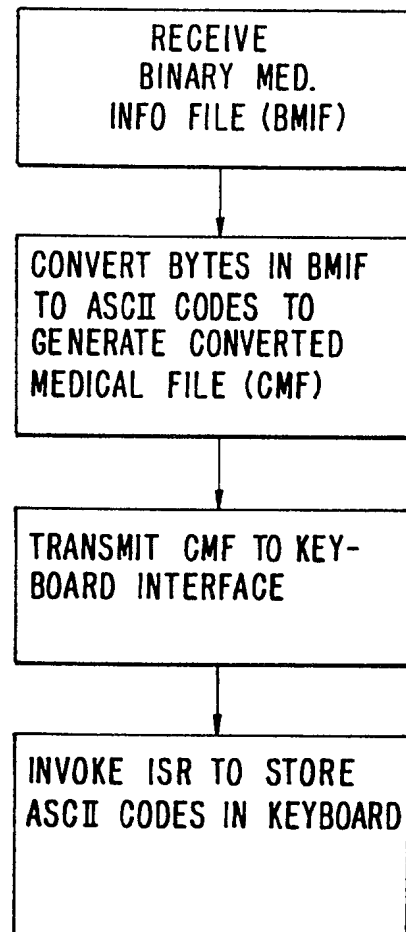 RECEIVE
BINARY MED.
INFO FILE (BMIF)
CONVERT BYTES IN BMIF
TO ASCII CODES TO
GENERATE CONVERTED
MEDICAL FILE (CMF)
TRANSMIT CMF TO KEY-
BOARD INTERFACE
INVOKE ISR TO STORE
ASCII CODES IN KEYBOARD